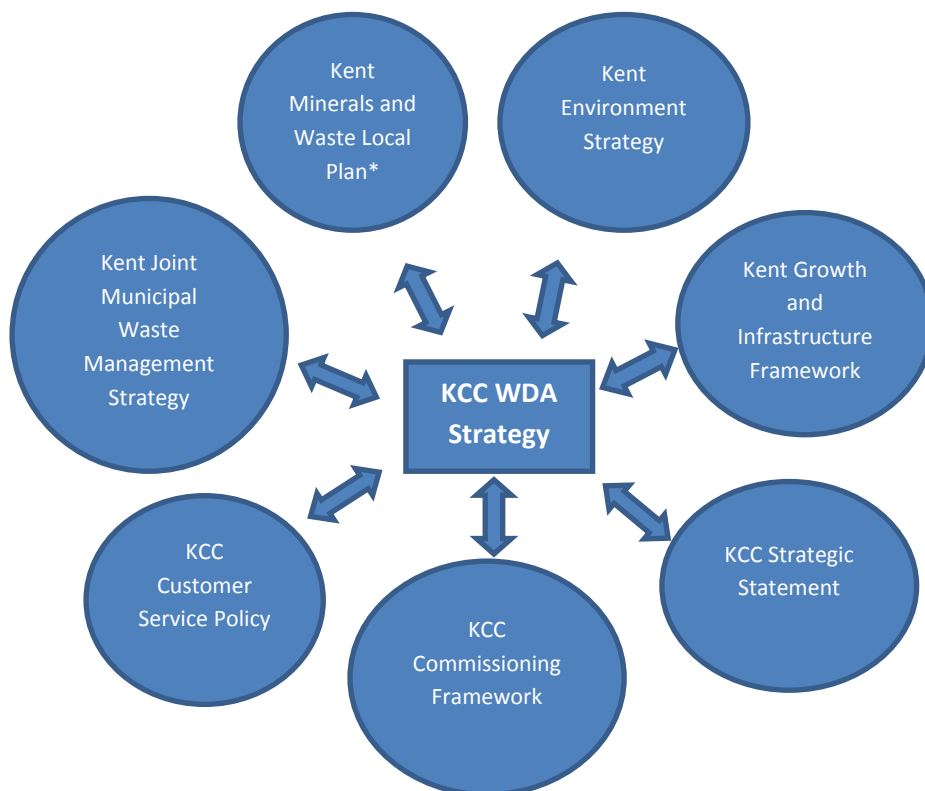 Kent
Minerals and
Waste Local
Plan*
Kent
Environment
Strategy
Kent Joint
Municipal
Waste
Management
Strategy
Kent Growth
and
Infrastructure
Framework
KCC WDA
Strategy
KCC
Customer
Service Policy
KCC
Commissioning
Framework
KCC Strategic
Statement